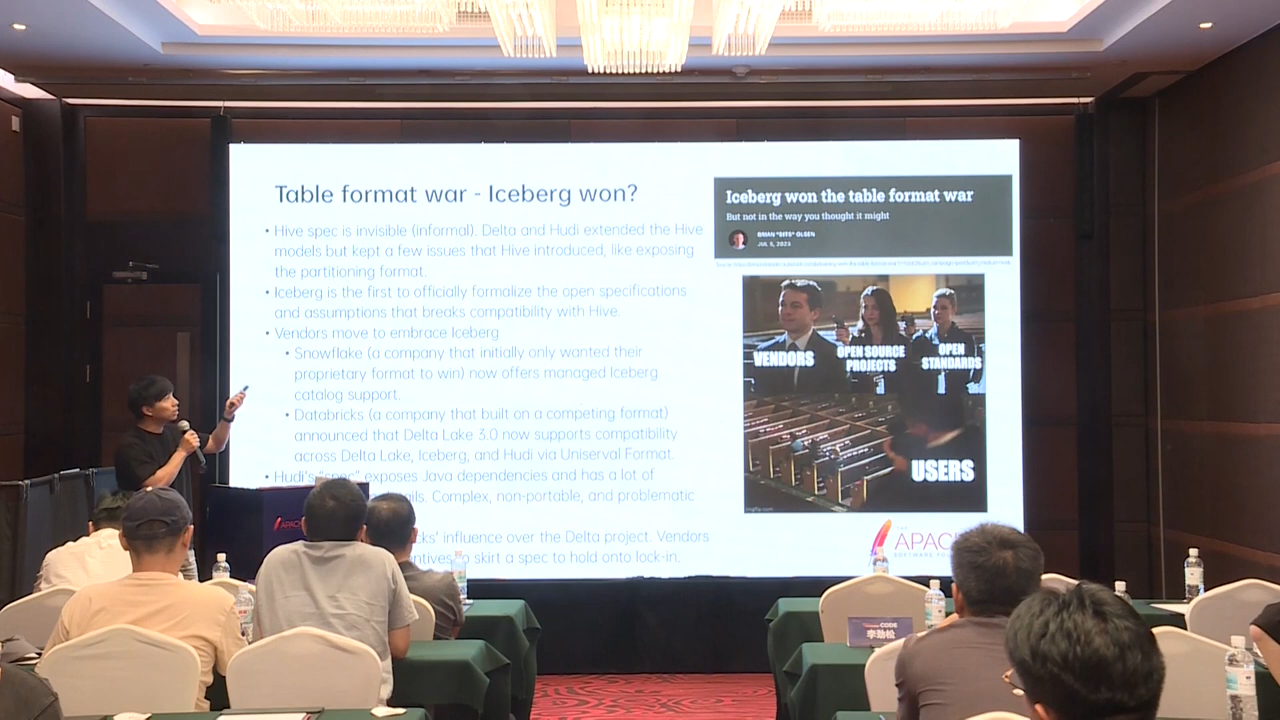 Table format war - Iceberg won?
• Hive spec is invisible (informal). Delta and Hudi extended the Hive
models but kept a few issues that Hive introduced, like exposing
the partitioning format.
• Iceberg is the first to officially formalize the open specifications
and assumptions that breaks compatibility with Hive.
• Vendors move to embrace Iceberg
• Snowflake (a company that initially only wanted their
proprietary format to win) now offers managed Iceberg
catalog support.
• Databricks (a company that built on a competing format)
announced that Delta Lake 3.0 now supports compatibility
across Delta Lake, Iceberg, and Hudi via Uniserval Format.
• Hudi's "spec" exposes Java dependencies and has a lot of
Complex, non-portable, and problematic
influence over the Delta project. Vendors
skirt a spec to hold onto lock-in.
Iceberg won the table format war
But not in the way you thought it might
BRIAN "BITS" OLSEN
JUL 5, 2023
VENDORS
OPEN SOURCE
PROJECTS
OPEN
STANDARDS
USERS
imgflip.com
THE
APAC
SOFTWARE
APAC
CODE
李劲松